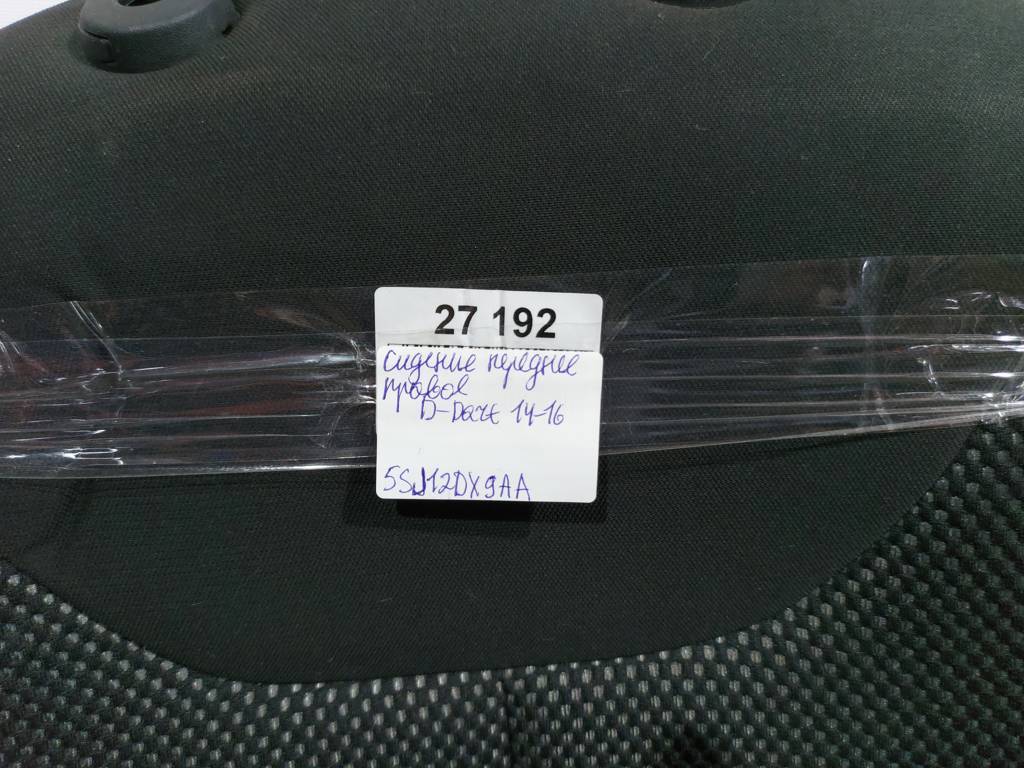 27 192
сидение переднее
правое
D-Dart 14-16
5SJ12DX9AA